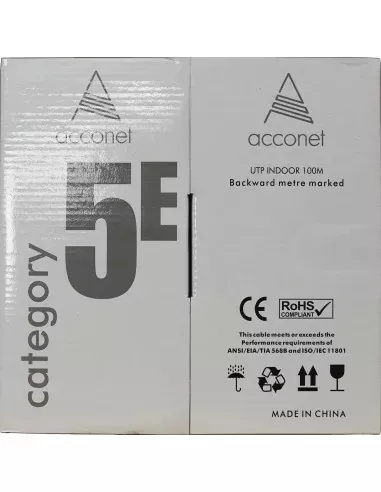 acconet
category
5E
acconet
UTP INDOOR 100M
Backward metre marked
CE
RoHS
COMPLIANT
This cable meets or exceeds the
Performance requirements of
ANSI/EIA/TIA 568B and ISO/IEC 11801
MADE IN CHINA